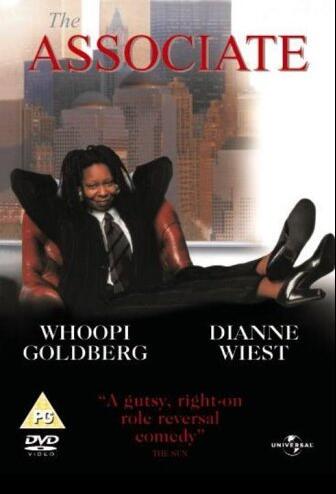 The
ASSOCIATE
WHOOPI
GOLDBERG
DIANNE
WIEST
"A gutsy, right-on
role reversal
comedy"
THE SUN
PG
DVD
VIDEO
UNIVERSAL